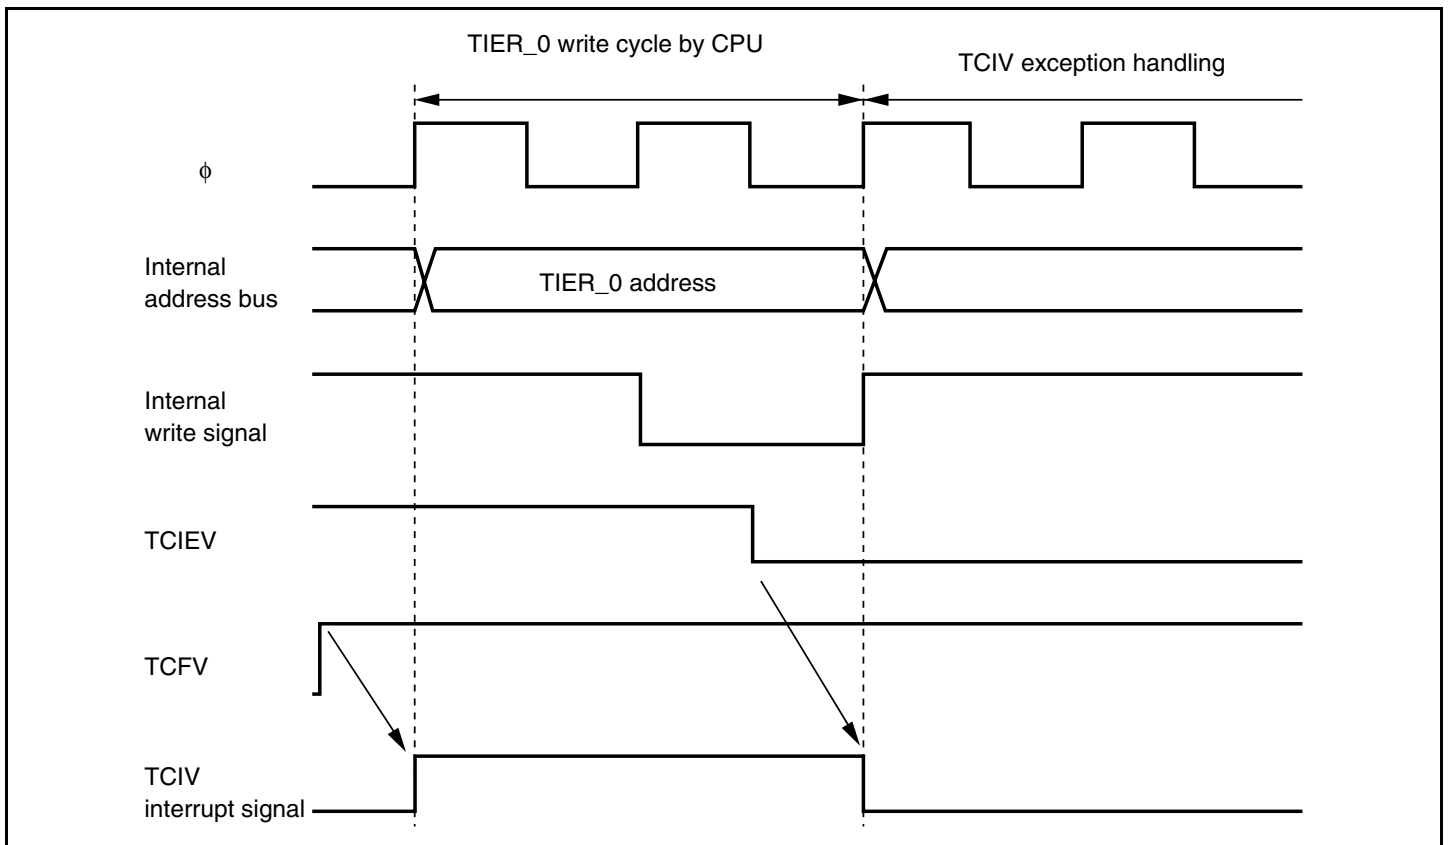 TIER_0 write cycle by CPU
TCIV exception handling
ϕ
Internal
address bus
TIER_0 address
Internal
write signal
TCIEV
TCFV
TCIV
interrupt signal